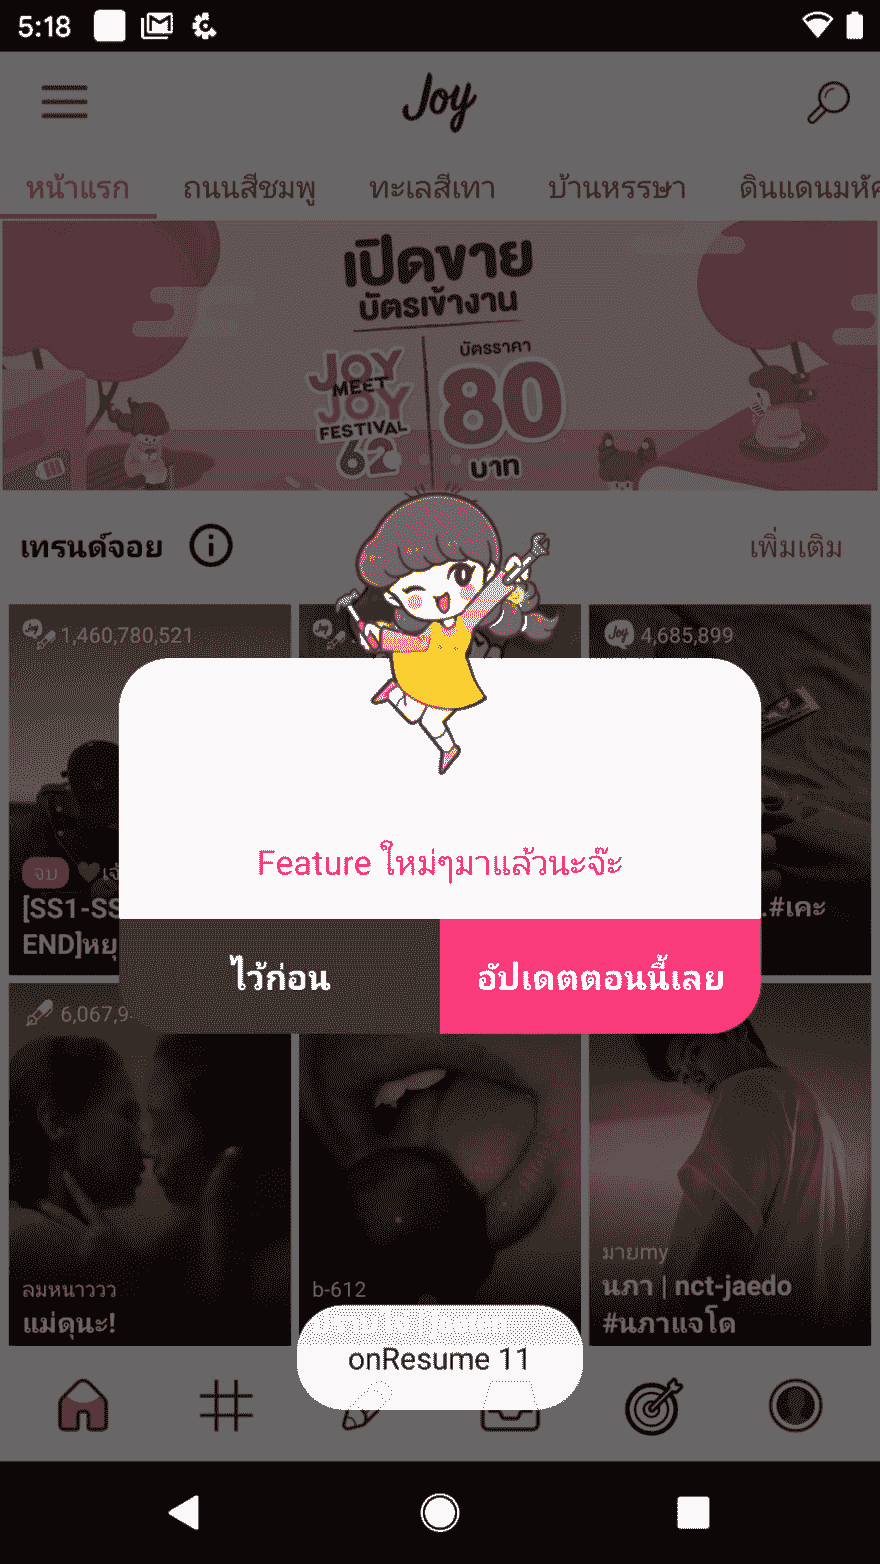 5:18
Joy
หน้าแรก ถนนสีชมพู ทะเลสีเทา บ้านหรรษา ดินแดนมหัศ
เปิดขาย
บัตรเข้างาน
JOY
MEET
JOY
FESTIVAL
62
บัตรราคา
80
บาท
เทรนด์จอย
เพิ่มเติม
Joy 1,460,780,521
Joy
Joy 4,685,899
Feature ใหม่ๆมาแล้วนะจ๊ะ
จบ
[SS1-SS
END]หยุ
.#เคะ
ไว้ก่อน
อัปเดตตอนนี้เลย
6,067,9
ลมหนาววว
แม่ดุนะ!
b-612
มายmy
นภา | nct-jaedo
#นภาแจโด
onResume 11